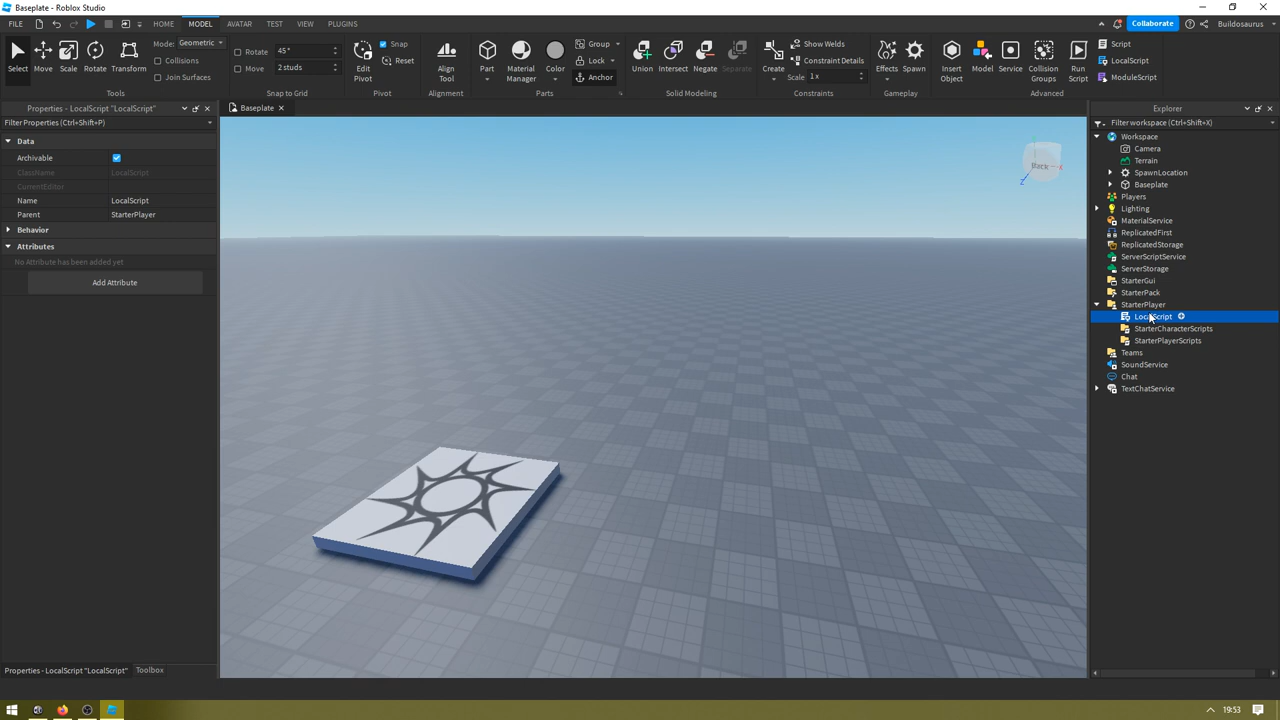 Baseplate - Roblox Studio
FILE
HOME
MODEL
AVATAR
TEST
VIEW
PLUGINS
Collaborate
Buildosaurus
Select
Move
Scale
Rotate
Transform
Mode: Geometric
Collisions
Join Surfaces
Tools
Rotate 45 °
Move 2 studs
Snap to Grid
Edit Pivot
Snap
Reset
Pivot
Align Tool
Alignment
Part
Material Manager
Color
Group
Lock
Anchor
Parts
Union
Intersect
Negate
Separate
Solid Modeling
Create
Show Welds
Constraint Details
Scale 1 x
Constraints
Effects
Spawn
Gameplay
Insert Object
Model
Service
Collision Groups
Run Script
Script
LocalScript
ModuleScript
Advanced
Properties - LocalScript "LocalScript"
Filter Properties (Ctrl+Shift+P)
Data
Archivable
ClassName LocalScript
CurrentEditor
Name LocalScript
Parent StarterPlayer
Behavior
Attributes
No Attribute has been added yet
Add Attribute
Properties - LocalScript "LocalScript"
Toolbox
Baseplate
Back
X
Z
Explorer
Filter workspace (Ctrl+Shift+X)
Workspace
Camera
Terrain
SpawnLocation
Baseplate
Players
Lighting
MaterialService
ReplicatedFirst
ReplicatedStorage
ServerScriptService
ServerStorage
StarterGui
StarterPack
StarterPlayer
LocalScript
StarterCharacterScripts
StarterPlayerScripts
Teams
SoundService
Chat
TextChatService
19:53